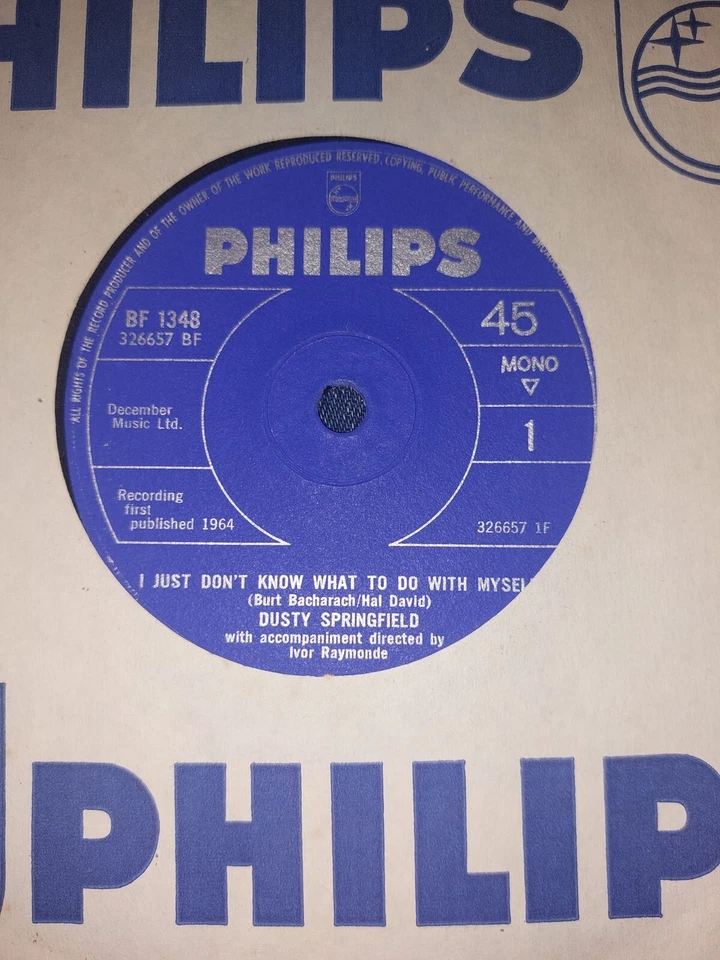 PHILIPS
ALL RIGHTS OF THE RECORD PRODUCER AND OF THE OWNER OF THE WORK REPRODUCED RESERVED. COPYING, PUBLIC PERFORMANCE AND BROADCA
PHILIPS
PHILIPS
BF 1348
326657 BF
45
MONO
December
Music Ltd.
1
Recording
first
published 1964
326657 1F
I JUST DON'T KNOW WHAT TO DO WITH MYSEL
(Burt Bacharach/Hal David)
DUSTY SPRINGFIELD
with accompaniment directed by
Ivor Raymonde
PHILIP